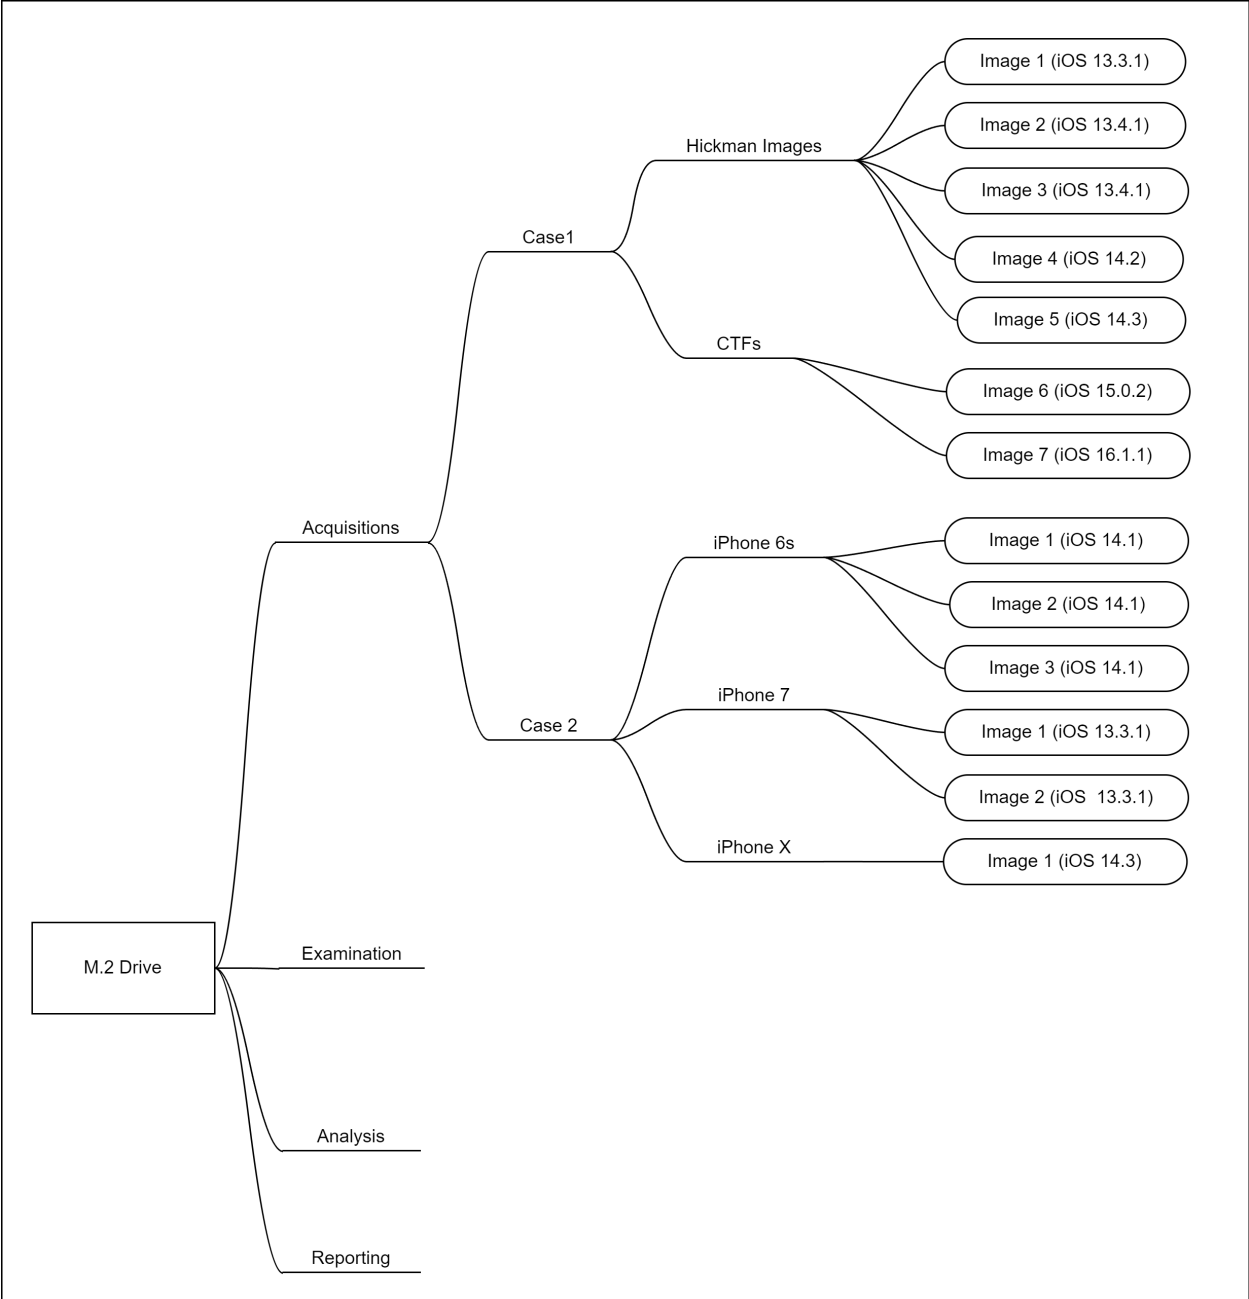 Image 1 (iOS 13.3.1)
Image 2 (iOS 13.4.1)
Hickman Images
Image 3 (iOS 13.4.1)
Case1
Image 4 (iOS 14.2)
Image 5 (iOS 14.3)
CTFs
Image 6 (iOS 15.0.2)
Image 7 (iOS 16.1.1)
Acquisitions
iPhone 6s
Image 1 (iOS 14.1)
Image 2 (iOS 14.1)
Image 3 (iOS 14.1)
iPhone 7
Case 2
Image 1 (iOS 13.3.1)
Image 2 (iOS  13.3.1)
iPhone X
Image 1 (iOS 14.3)
M.2 Drive
Examination
Analysis
Reporting